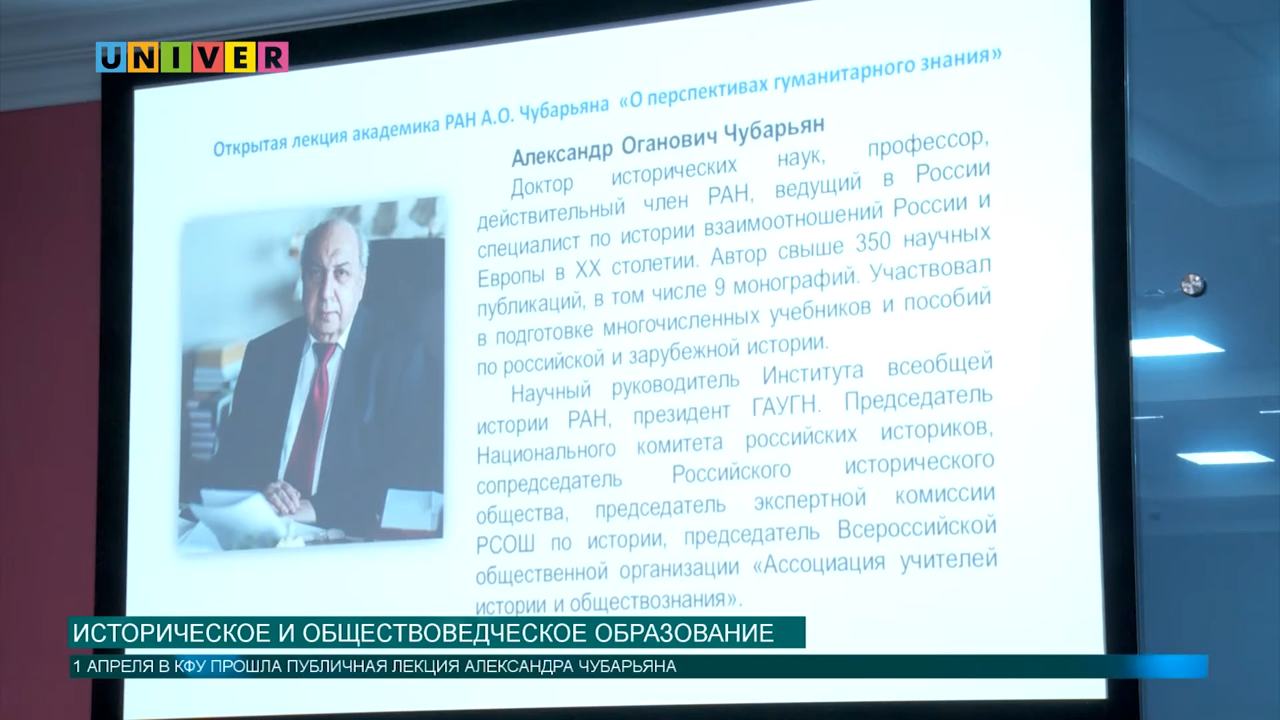 UNIVER
Открытая лекция академика РАН А.О. Чубарьяна «О перспективах гуманитарного знания»
Александр Оганович Чубарьян
Доктор исторических наук, профессор,
действительный член РАН, ведущий в России
специалист по истории взаимоотношений России и
Европы в XX столетии. Автор свыше 350 научных
публикаций, в том числе 9 монографий. Участвовал
в подготовке многочисленных учебников и пособий
по российской и зарубежной истории.
Научный руководитель Института всеобщей
истории РАН, президент ГАУГН. Председатель
Национального комитета российских историков,
сопредседатель Российского исторического
общества, председатель экспертной комиссии
РСОШ по истории, председатель Всероссийской
общественной организации «Ассоциация учителей
истории и обществознания».
ИСТОРИЧЕСКОЕ И ОБЩЕСТВОВЕДЧЕСКОЕ ОБРАЗОВАНИЕ
1 АПРЕЛЯ В КФУ ПРОШЛА ПУБЛИЧНАЯ ЛЕКЦИЯ АЛЕКСАНДРА ЧУБАРЬЯНА